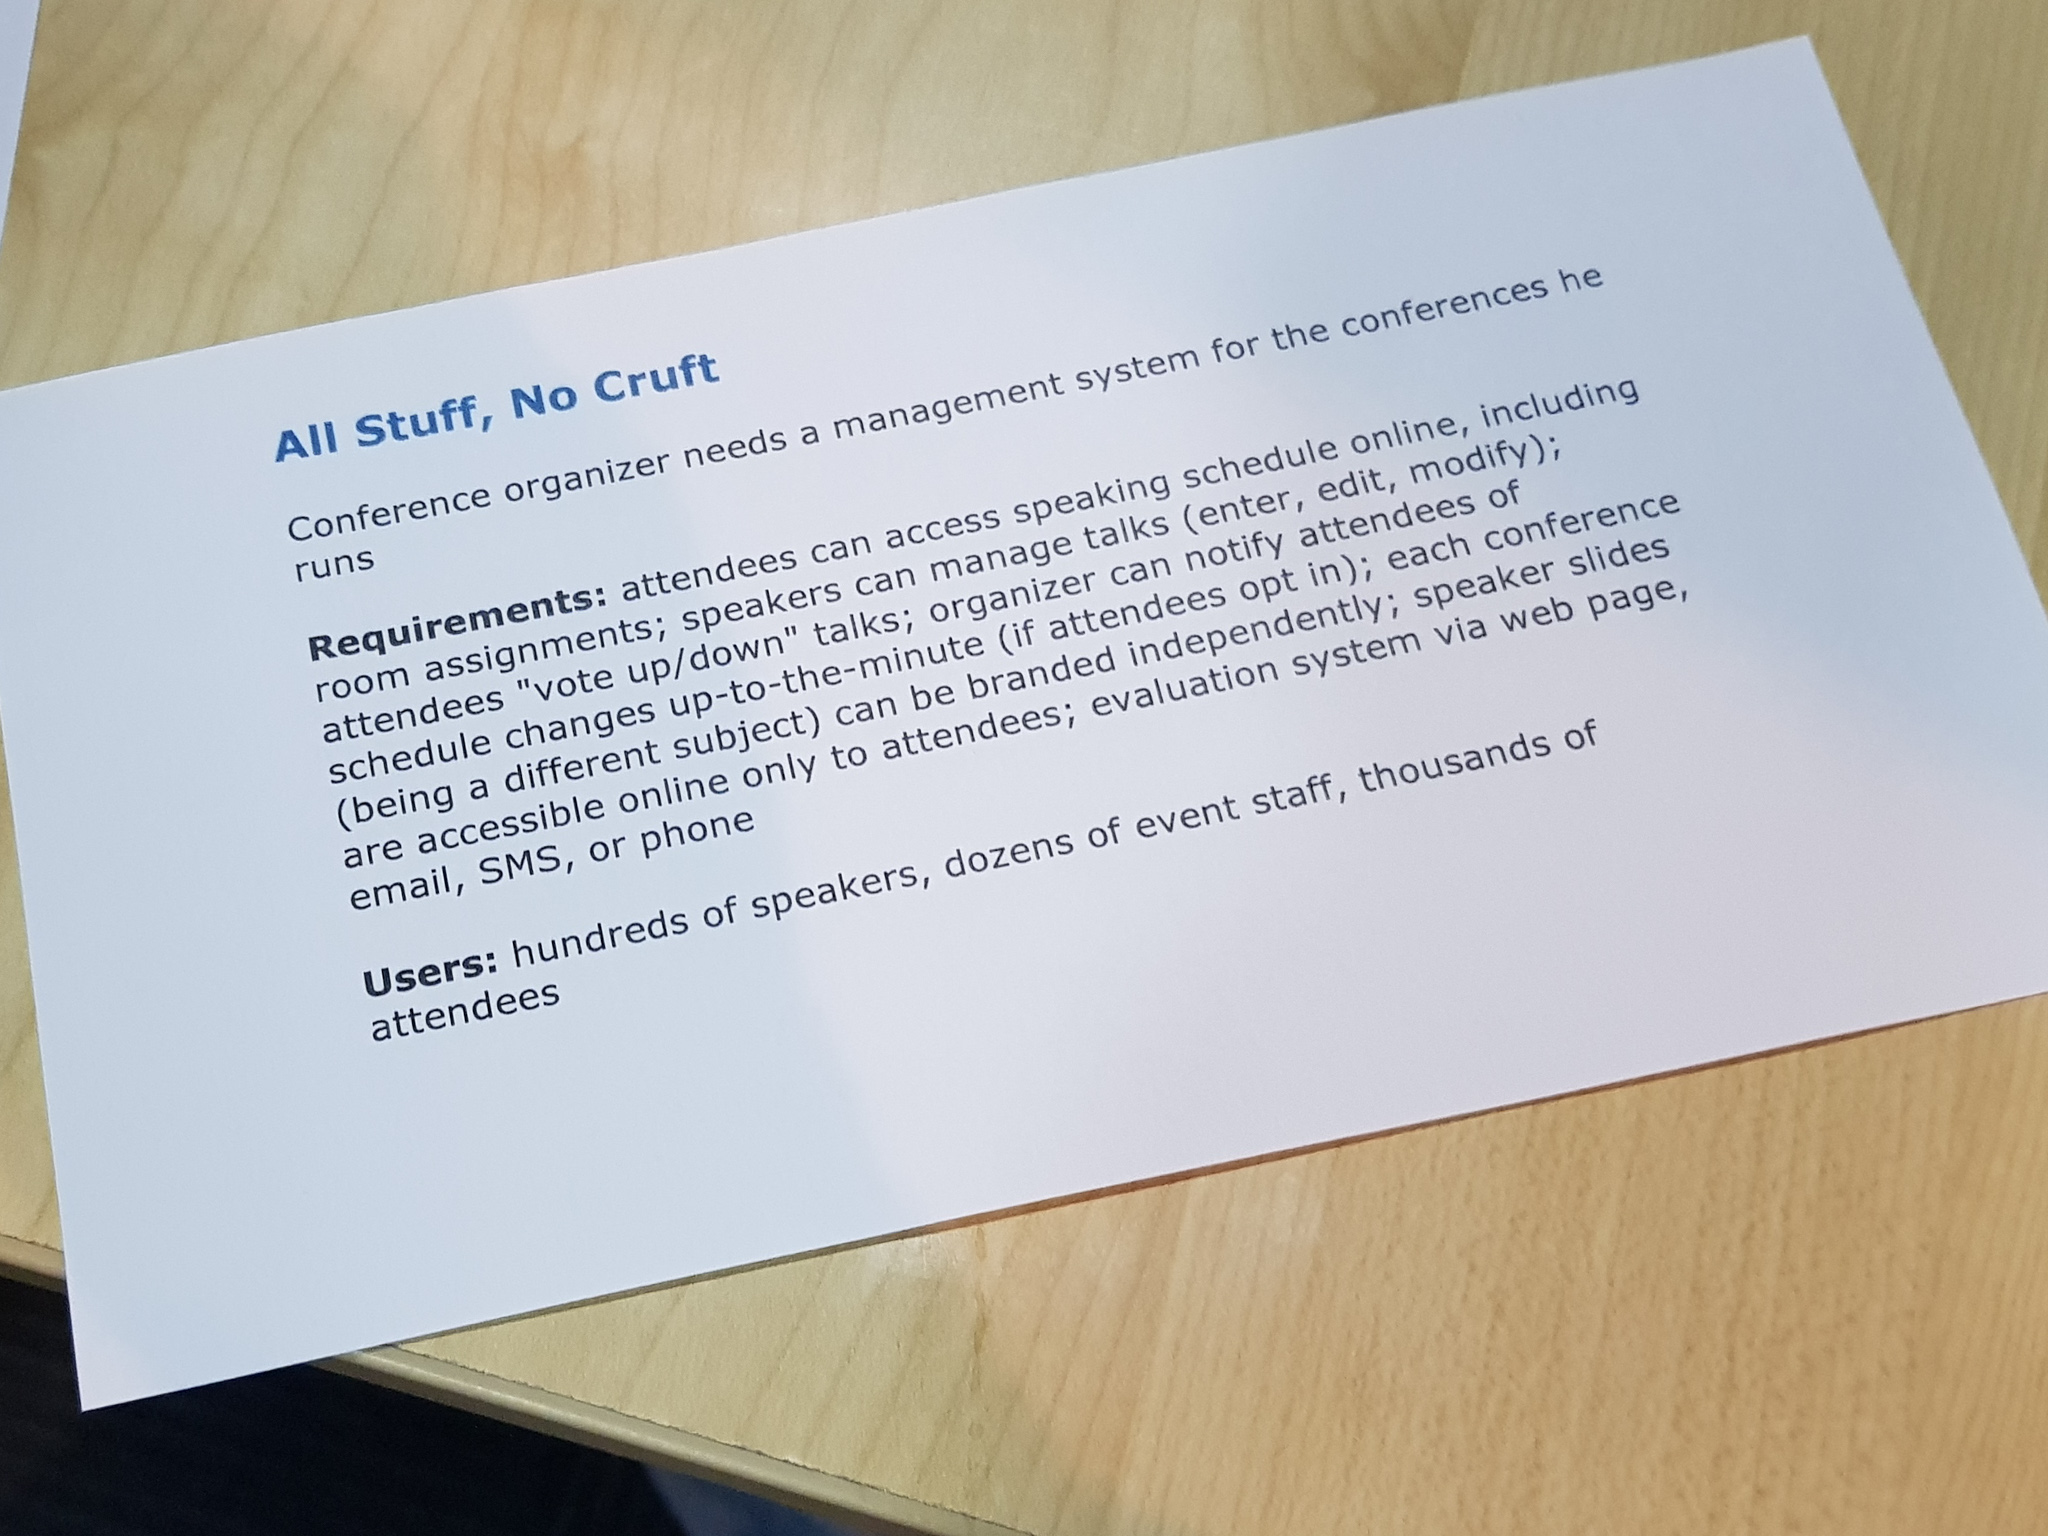 All Stuff, No Cruft
Conference organizer needs a management system for the conferences he
runs
Requirements: attendees can access speaking schedule online, including
room assignments; speakers can manage talks (enter, edit, modify);
attendees "vote up/down" talks; organizer can notify attendees of
schedule changes up-to-the-minute (if attendees opt in); each conference
(being a different subject) can be branded independently; speaker slides
are accessible online only to attendees; evaluation system via web page,
email, SMS, or phone
Users: hundreds of speakers, dozens of event staff, thousands of
attendees